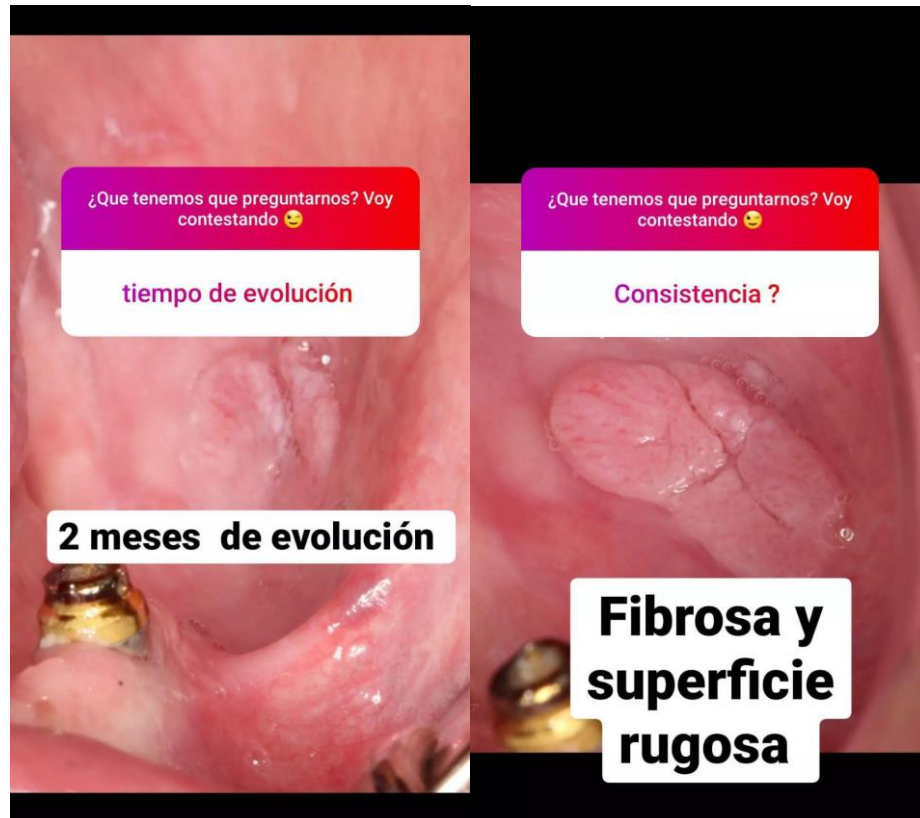 ¿Que tenemos que preguntarnos? Voy
contestando 😉
tiempo de evolución
2 meses de evolución
¿Que tenemos que preguntarnos? Voy
contestando 😉
Consistencia ?
Fibrosa y
superficie
rugosa